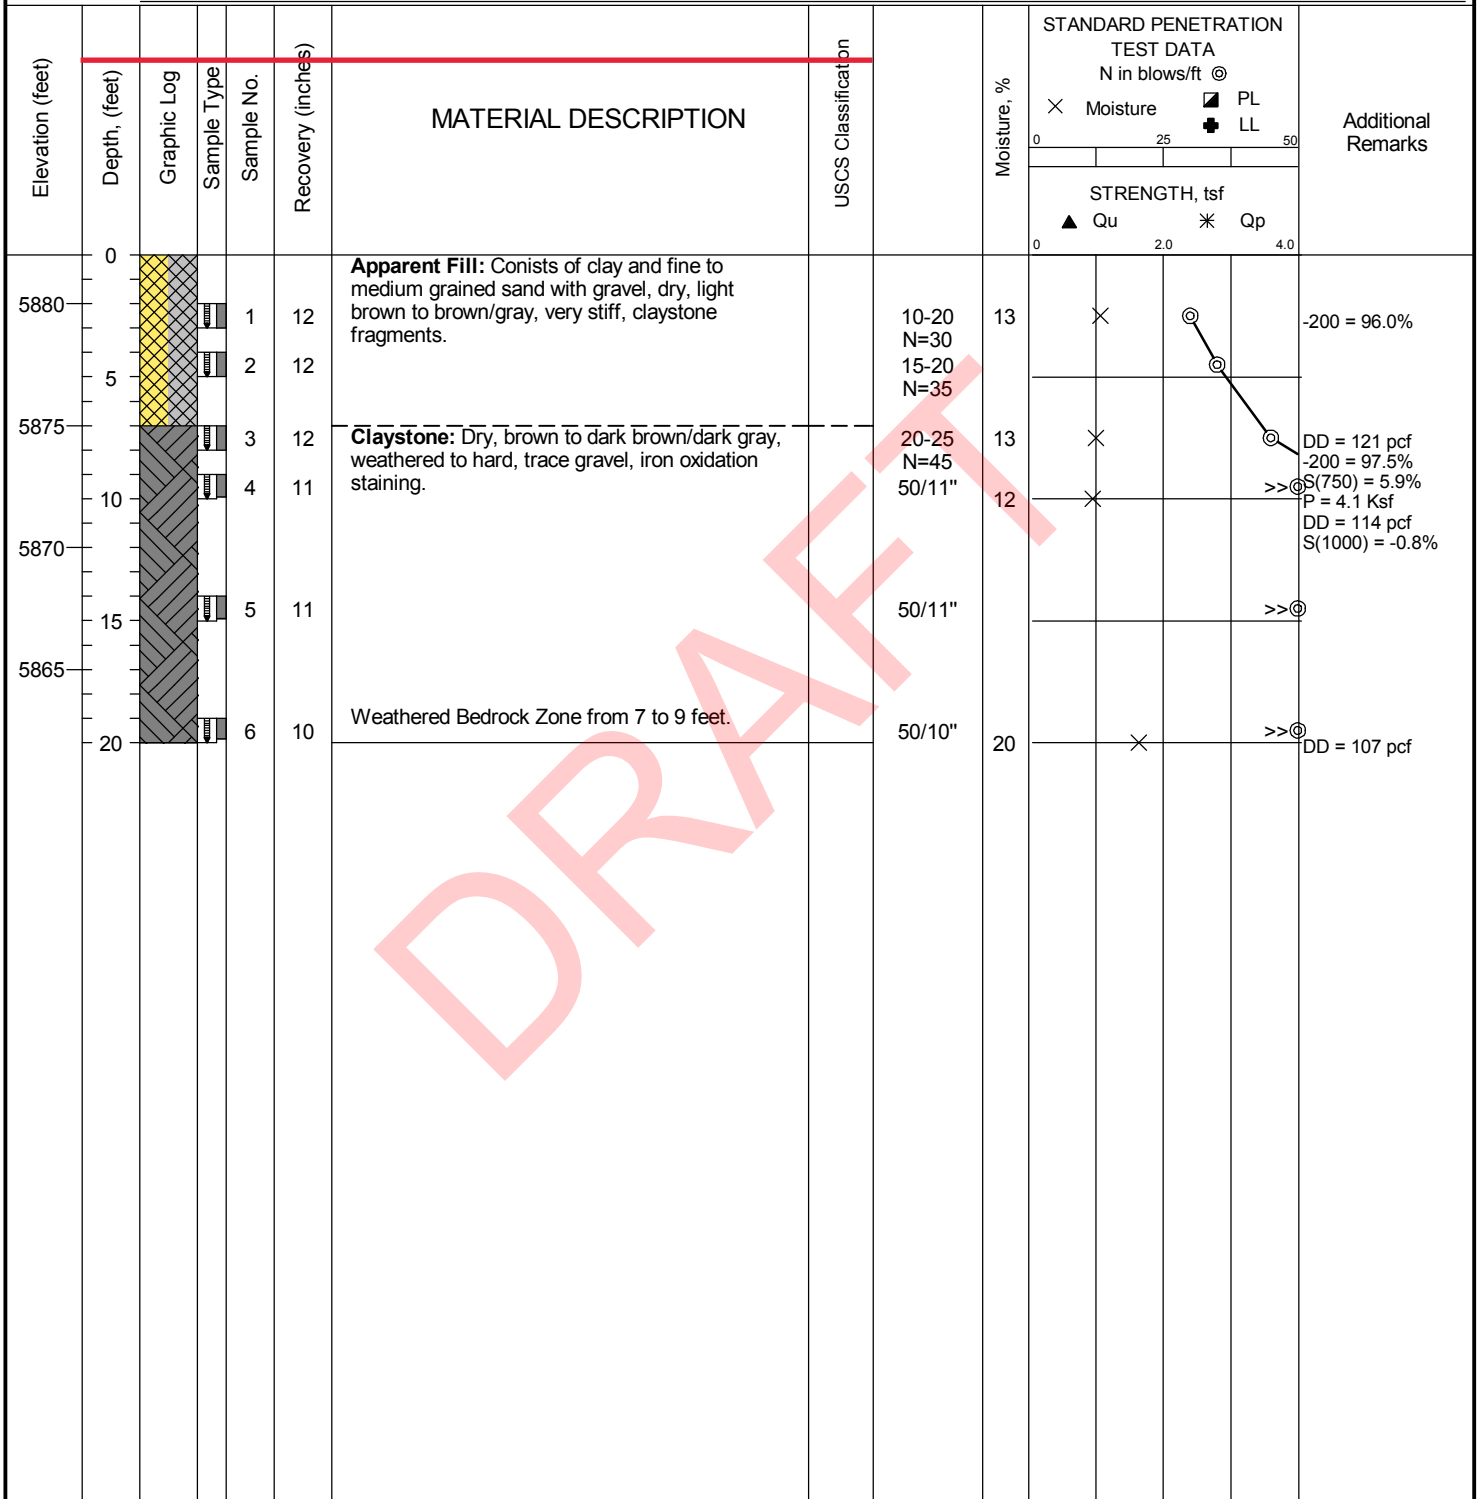 Elevation (feet)
Depth, (feet)
Graphic Log
Sample Type
Sample No.
Recovery (inches)
MATERIAL DESCRIPTION
USCS Classification
Moisture, %
STANDARD PENETRATION
TEST DATA
N in blows/ft
Moisture
PL
LL
0 25 50
STRENGTH, tsf
Qu Qp
0 2.0 4.0
Additional
Remarks
0
Apparent Fill: Conists of clay and fine to
medium grained sand with gravel, dry, light
brown to brown/gray, very stiff, claystone
fragments.
5880
1 12 10-20 13 -200 = 96.0%
N=30
2 12 15-20
5 N=35
5875
3 12 Claystone: Dry, brown to dark brown/dark gray, 20-25 13 DD = 121 pcf
weathered to hard, trace gravel, iron oxidation N=45 -200 = 97.5%
staining.
4 11 50/11" >> S(750) = 5.9%
10 12 P = 4.1 Ksf
DD = 114 pcf
5870 S(1000) = -0.8%
5 11 50/11" >>
15
5865
Weathered Bedrock Zone from 7 to 9 feet.
6 10 50/10" >>
20 20 DD = 107 pcf
DRAFT